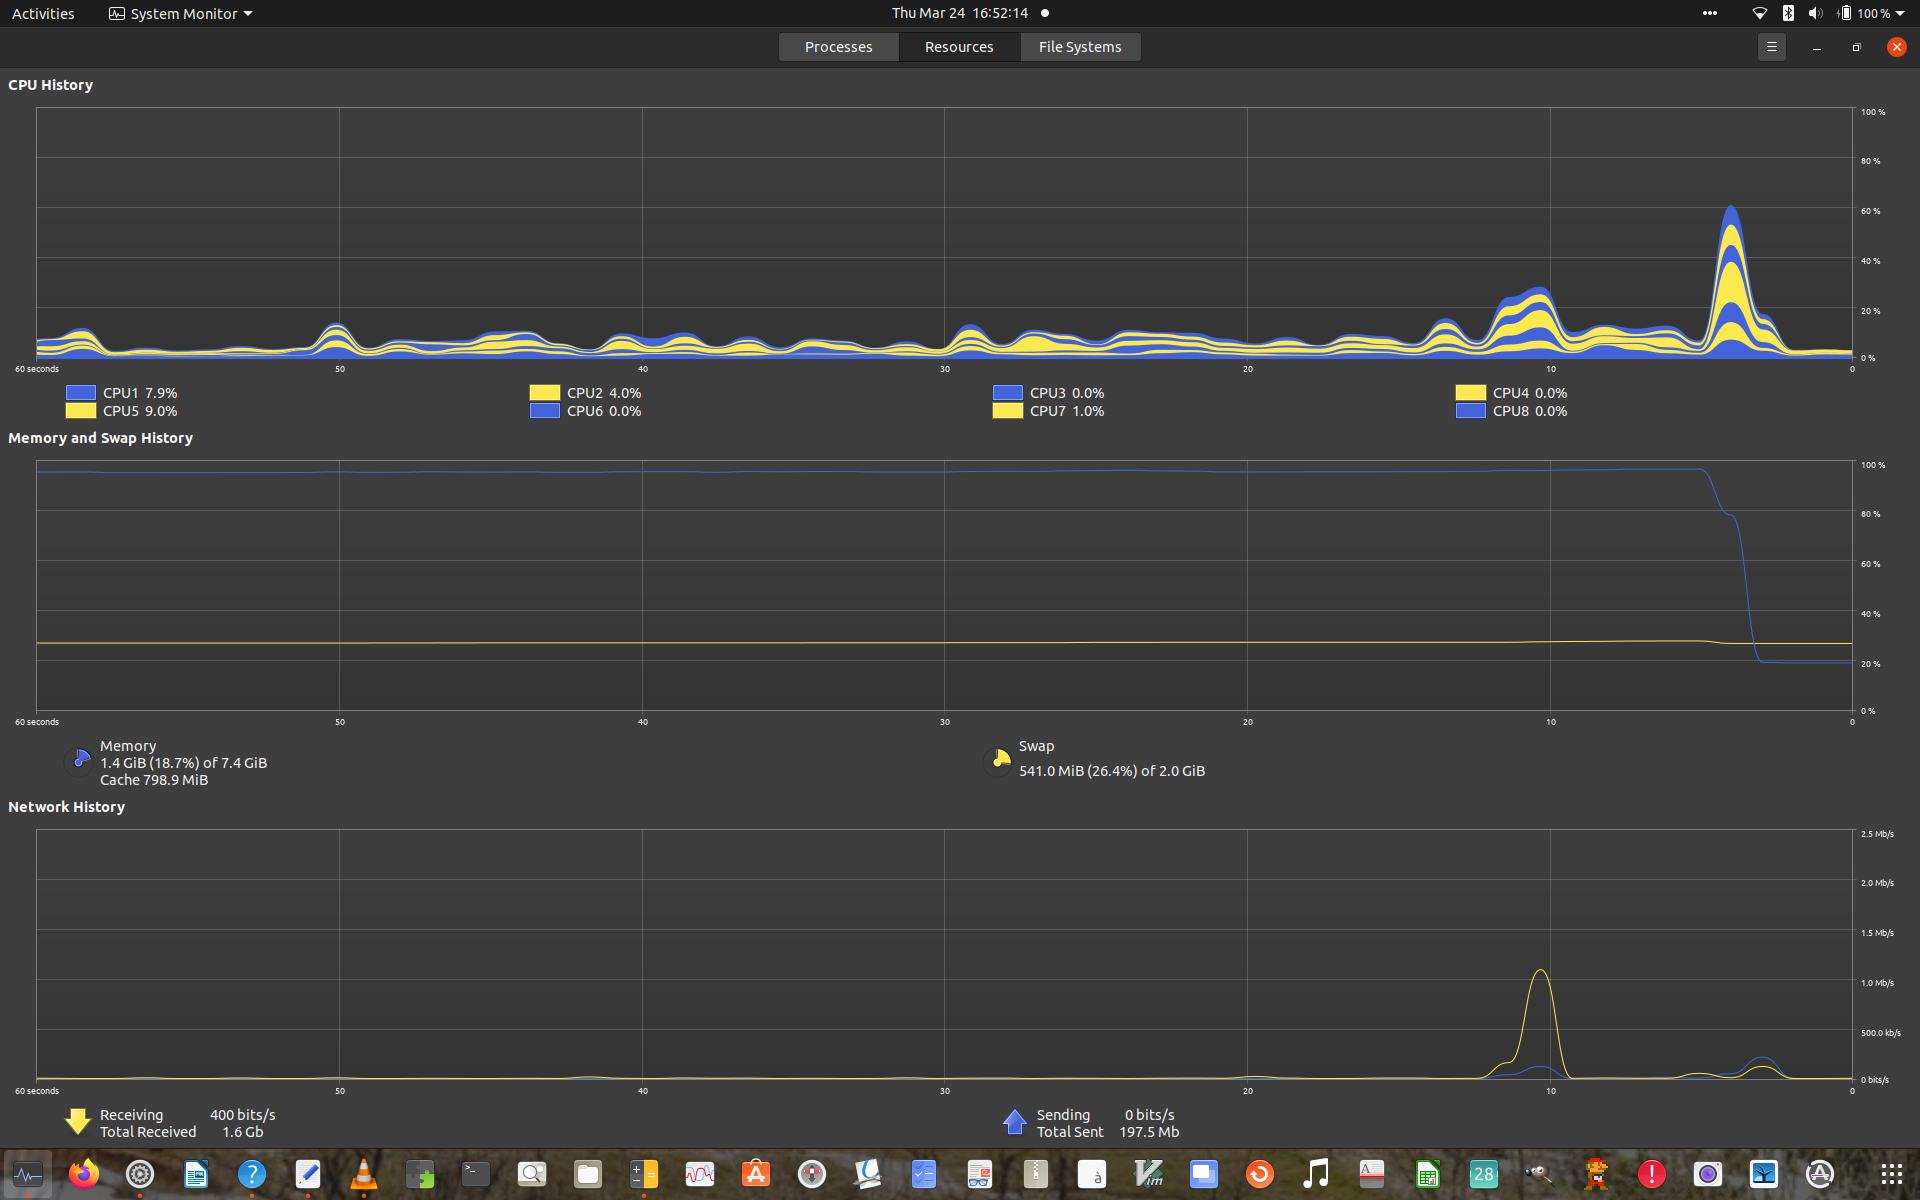 Activities System Monitor Thu Mar 24 16:52:14 100 %
Processes Resources File Systems
CPU History
100 %
80 %
60 %
40 %
20 %
0 %
60 seconds 50 40 30 20 10 0
CPU1 7.9% CPU2 4.0% CPU3 0.0% CPU4 0.0%
CPU5 9.0% CPU6 0.0% CPU7 1.0% CPU8 0.0%
Memory and Swap History
100 %
80 %
60 %
40 %
20 %
0 %
60 seconds 50 40 30 20 10 0
Memory
1.4 GiB (18.7%) of 7.4 GiB
Cache 798.9 MiB
Swap
541.0 MiB (26.4%) of 2.0 GiB
Network History
2.5 Mb/s
2.0 Mb/s
1.5 Mb/s
1.0 Mb/s
500.0 kb/s
0 bits/s
60 seconds 50 40 30 20 10 0
Receiving 400 bits/s Sending 0 bits/s
Total Received 1.6 Gb Total Sent 197.5 Mb
? >_ A à Vim A 28 !